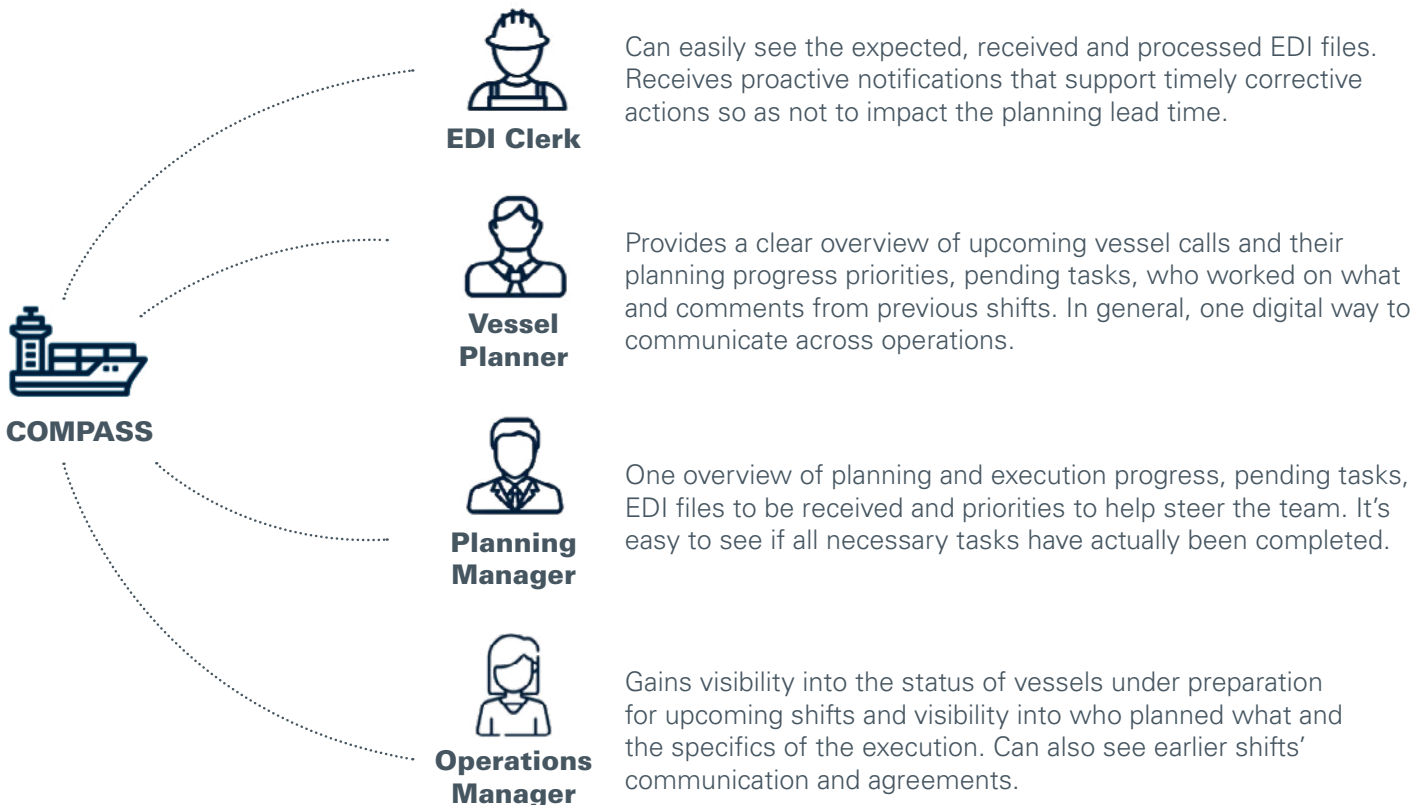 Can easily see the expected, received and processed EDI files.
Receives proactive notifications that support timely corrective
actions so as not to impact the planning lead time.
EDI Clerk
Provides a clear overview of upcoming vessel calls and their
planning progress priorities, pending tasks, who worked on what
and comments from previous shifts. In general, one digital way to
communicate across operations.
Vessel
Planner
COMPASS
One overview of planning and execution progress, pending tasks,
EDI files to be received and priorities to help steer the team. It’s
easy to see if all necessary tasks have actually been completed.
Planning
Manager
Gains visibility into the status of vessels under preparation
for upcoming shifts and visibility into who planned what and
the specifics of the execution. Can also see earlier shifts’
communication and agreements.
Operations
Manager